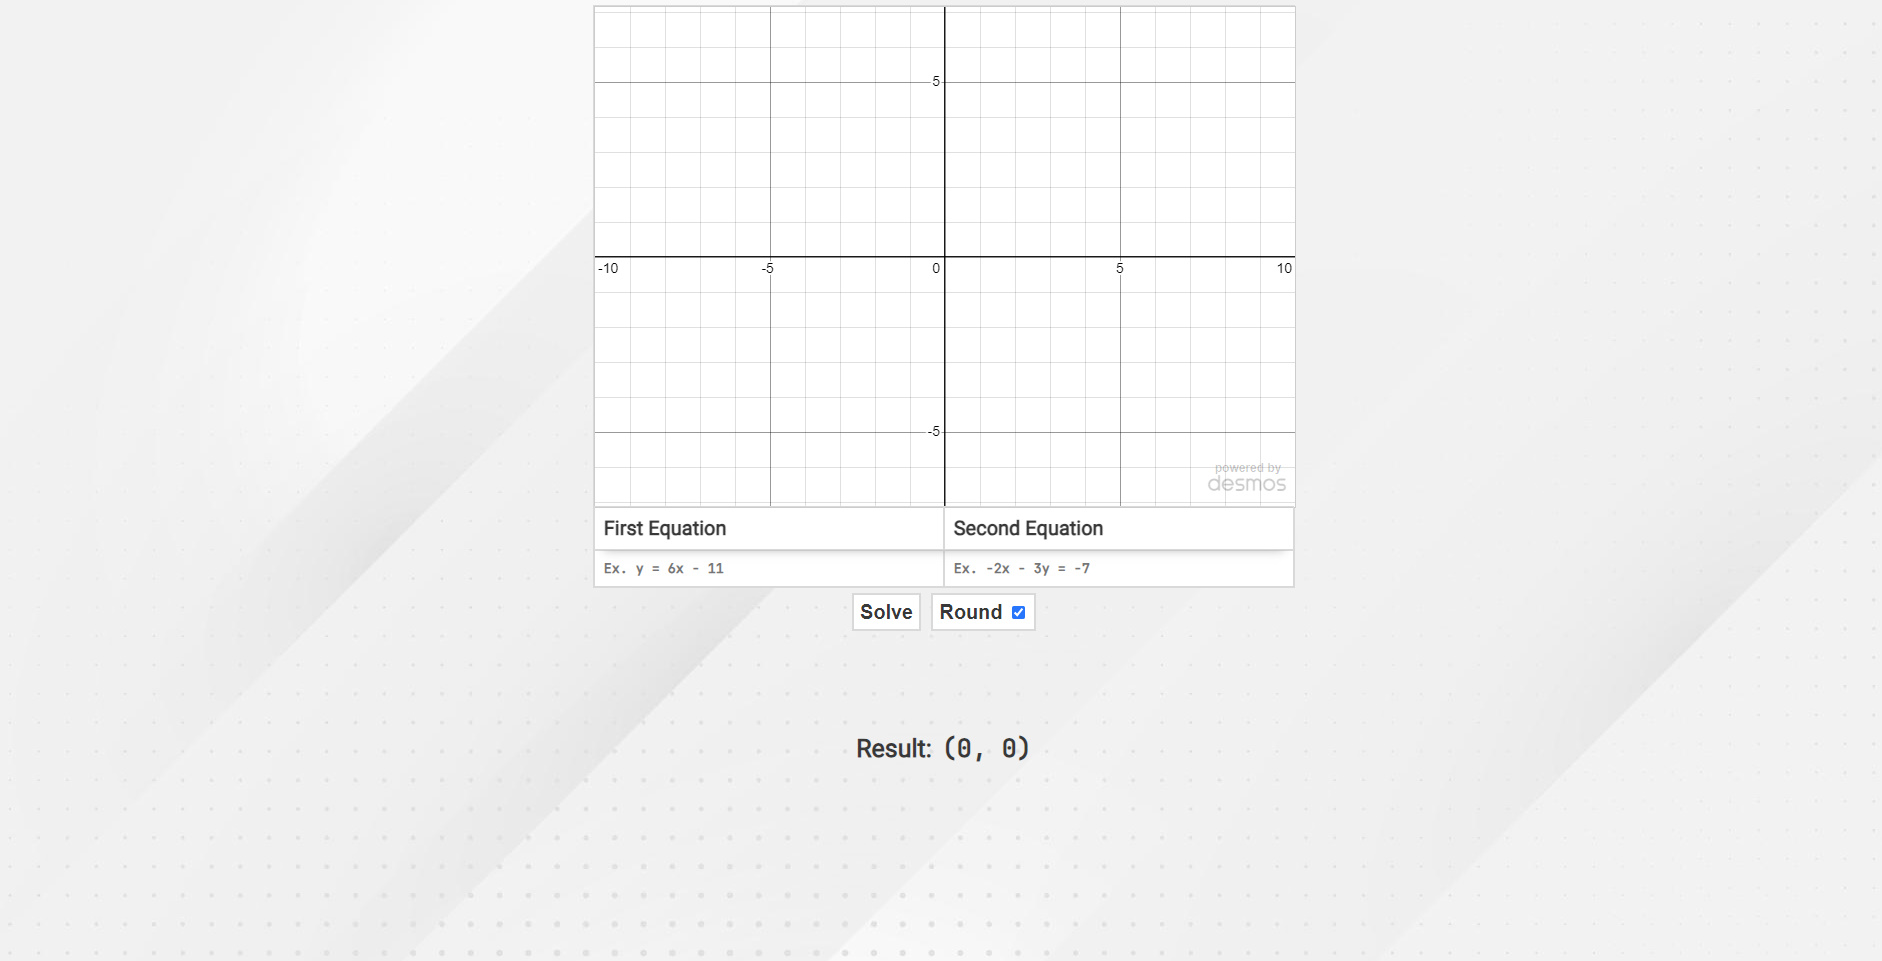 5
-10 -5 0 5 10
-5
powered by
desmos
First Equation Second Equation
Ex. y = 6x - 11 Ex. -2x - 3y = -7
Solve Round
Result: (0, 0)